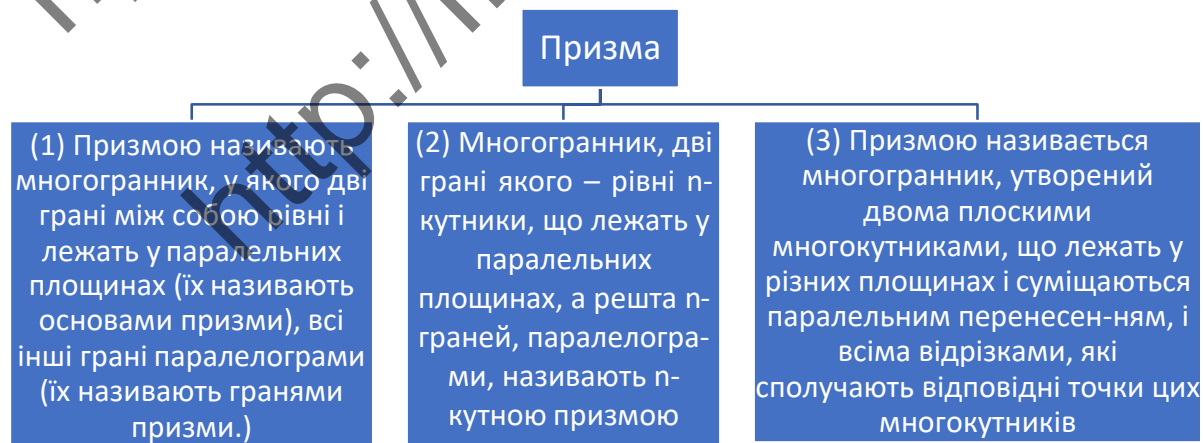 http://h
Призма
(1) Призмою називають
многогранник, у якого дві
грані між собою рівні і
лежать у паралельних
площинах (їх називають
основами призми), всі
інші грані паралелограми
(їх називають гранями
призми.)
(2) Многогранник, дві
грані якого – рівні n-
кутники, що лежать у
паралельних
площинах, а решта n-
граней, паралелогра-
ми, називають n-
кутною призмою
(3) Призмою називається
многогранник, утворений
двома плоскими
многокутниками, що лежать у
різних площинах і суміщаються
паралельним перенесен-ням, і
всіма відрізками, які
сполучають відповідні точки цих
многокутників